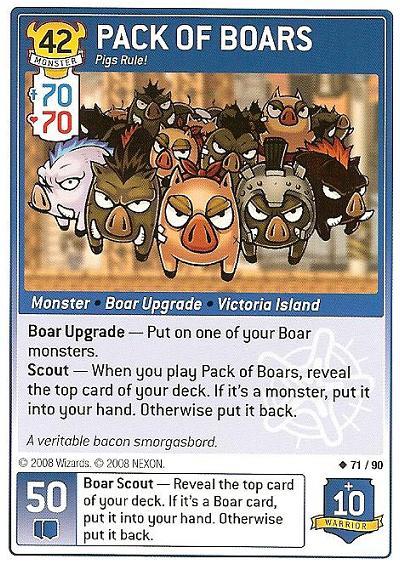 42
MONSTER
PACK OF BOARS
Pigs Rule!
70
70
Monster • Boar Upgrade • Victoria Island
Boar Upgrade — Put on one of your Boar
monsters.
Scout — When you play Pack of Boars, reveal
the top card of your deck. If it's a monster, put it
into your hand. Otherwise put it back.
A veritable bacon smorgasbord.
© 2008 Wizards. © 2008 NEXON.
◆ 71 / 90
50
Boar Scout — Reveal the top card
of your deck. If it's a Boar card,
put it into your hand. Otherwise
put it back.
+
10
WARRIOR